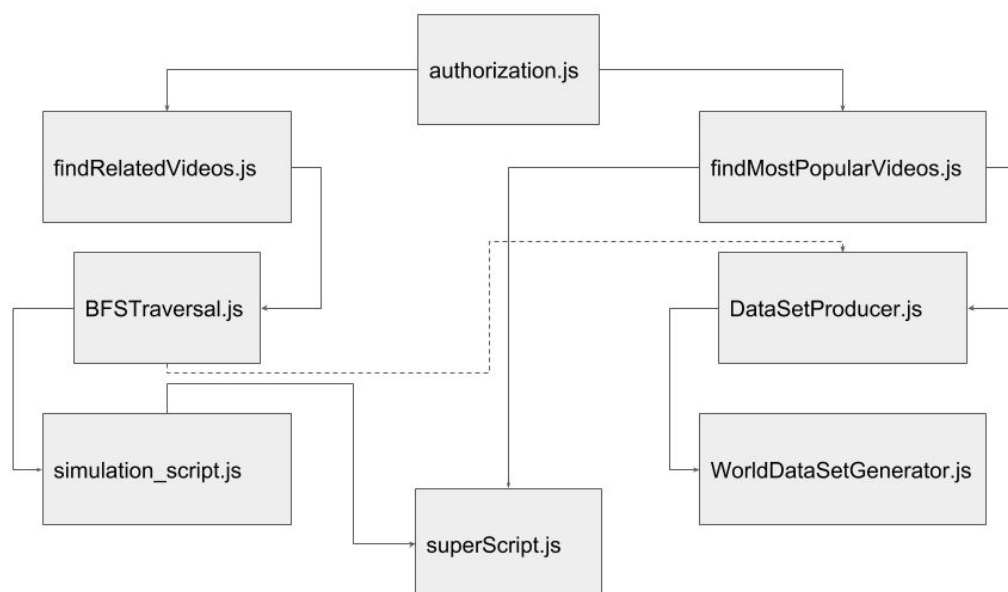 authorization.js
findRelatedVideos.js
findMostPopularVideos.js
BFSTraversal.js
DataSetProducer.js
simulation_script.js
WorldDataSetGenerator.js
superScript.js